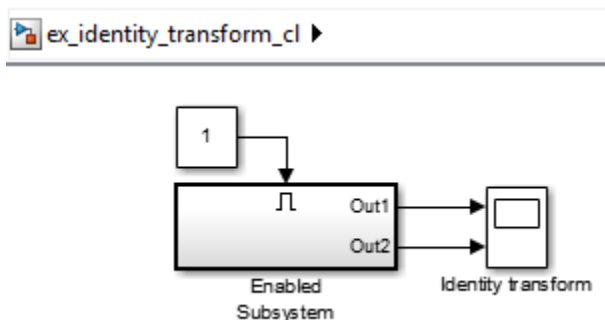 ex_identity_transform_cl
1
Out1
Out2
Enabled
Subsystem
Identity transform